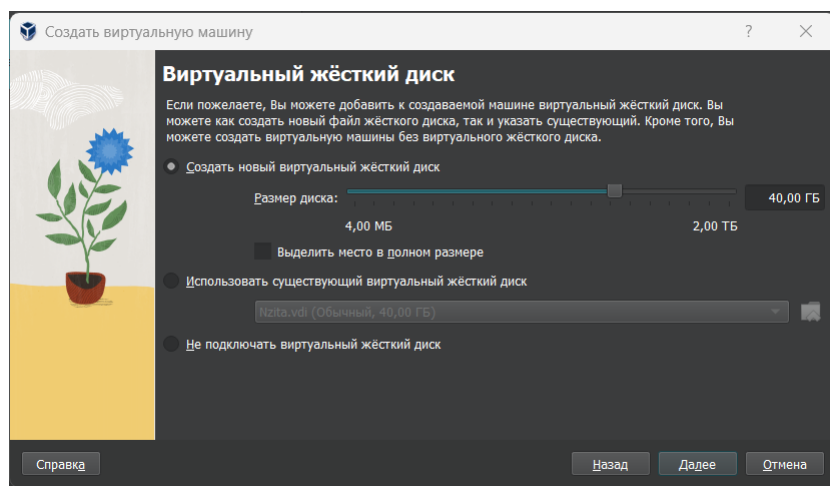 Создать виртуальную машину
Виртуальный жёсткий диск
Если пожелаете, Вы можете добавить к создаваемой машине виртуальный жёсткий диск. Вы
можете как создать новый файл жёсткого диска, так и указать существующий. Кроме того, Вы
можете создать виртуальную машины без виртуального жёсткого диска.
Создать новый виртуальный жёсткий диск
Размер диска: 40,00 ГБ
4,00 МБ 2,00 ТБ
Выделить место в полном размере
Использовать существующий виртуальный жёсткий диск
Nzita.vdi (Обычный, 40,00 ГБ)
Не подключать виртуальный жёсткий диск
Справка Назад Далее Отмена